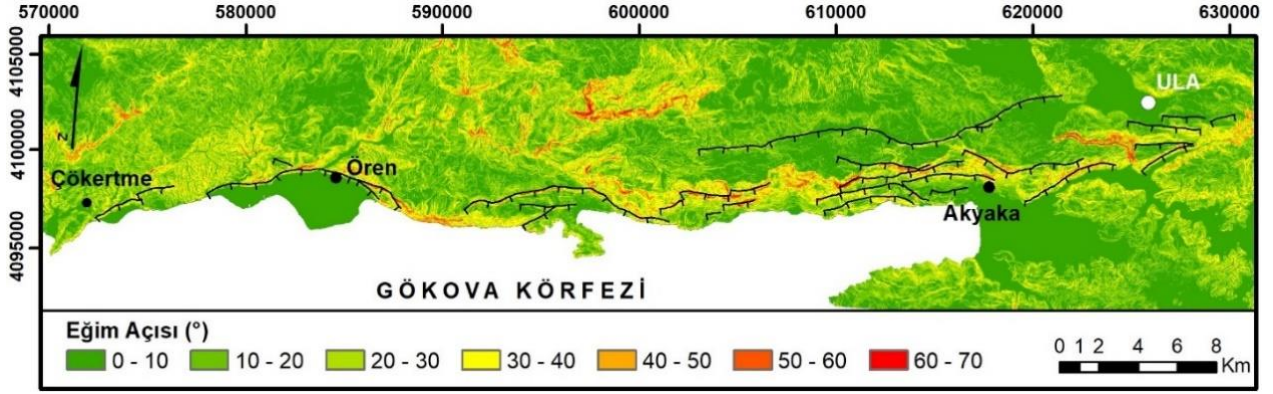 570000 580000 590000 600000 610000 620000 630000
4105000
4100000
4095000
N
ULA
Ören
Çökertme
Akyaka
GÖKOVA KÖRFEZİ
Eğim Açısı (°)
0 - 10 10 - 20 20 - 30 30 - 40 40 - 50 50 - 60 60 - 70
0 1 2 4 6 8
Km